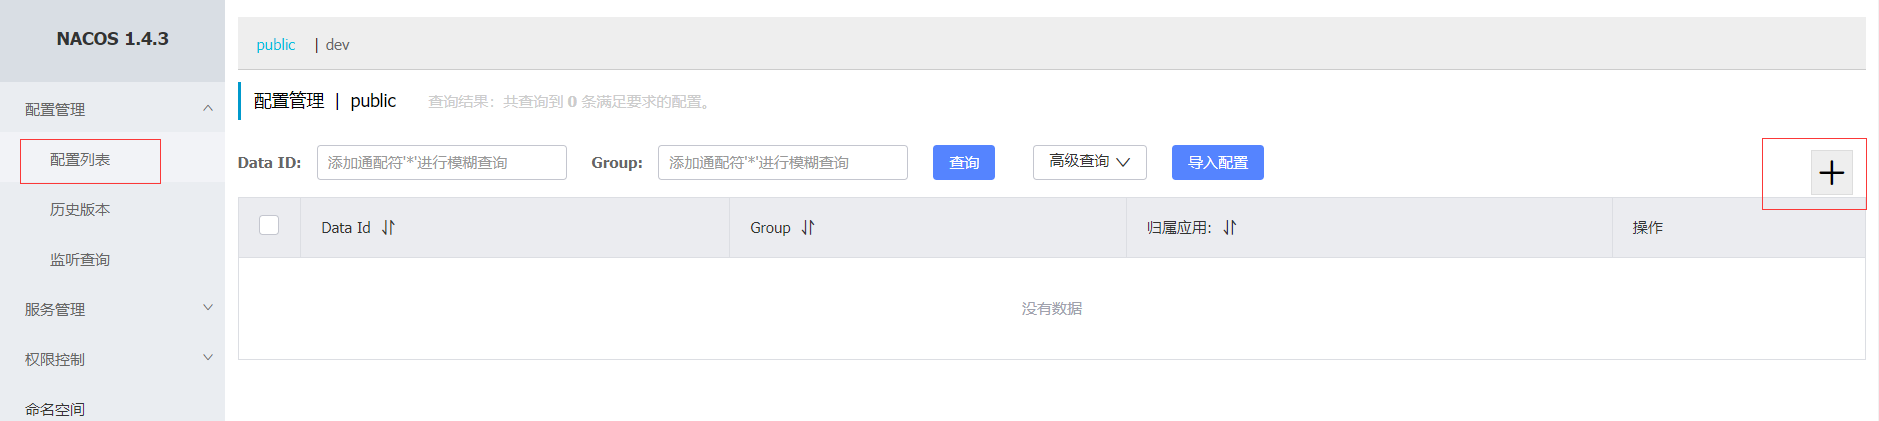 NACOS 1.4.3
配置管理
配置列表
历史版本
监听查询
服务管理
权限控制
命名空间
public | dev
配置管理 | public 查询结果：共查询到 0 条满足要求的配置。
Data ID: 添加通配符'*'进行模糊查询 Group: 添加通配符'*'进行模糊查询 查询 高级查询 导入配置
Data Id Group 归属应用: 操作
没有数据